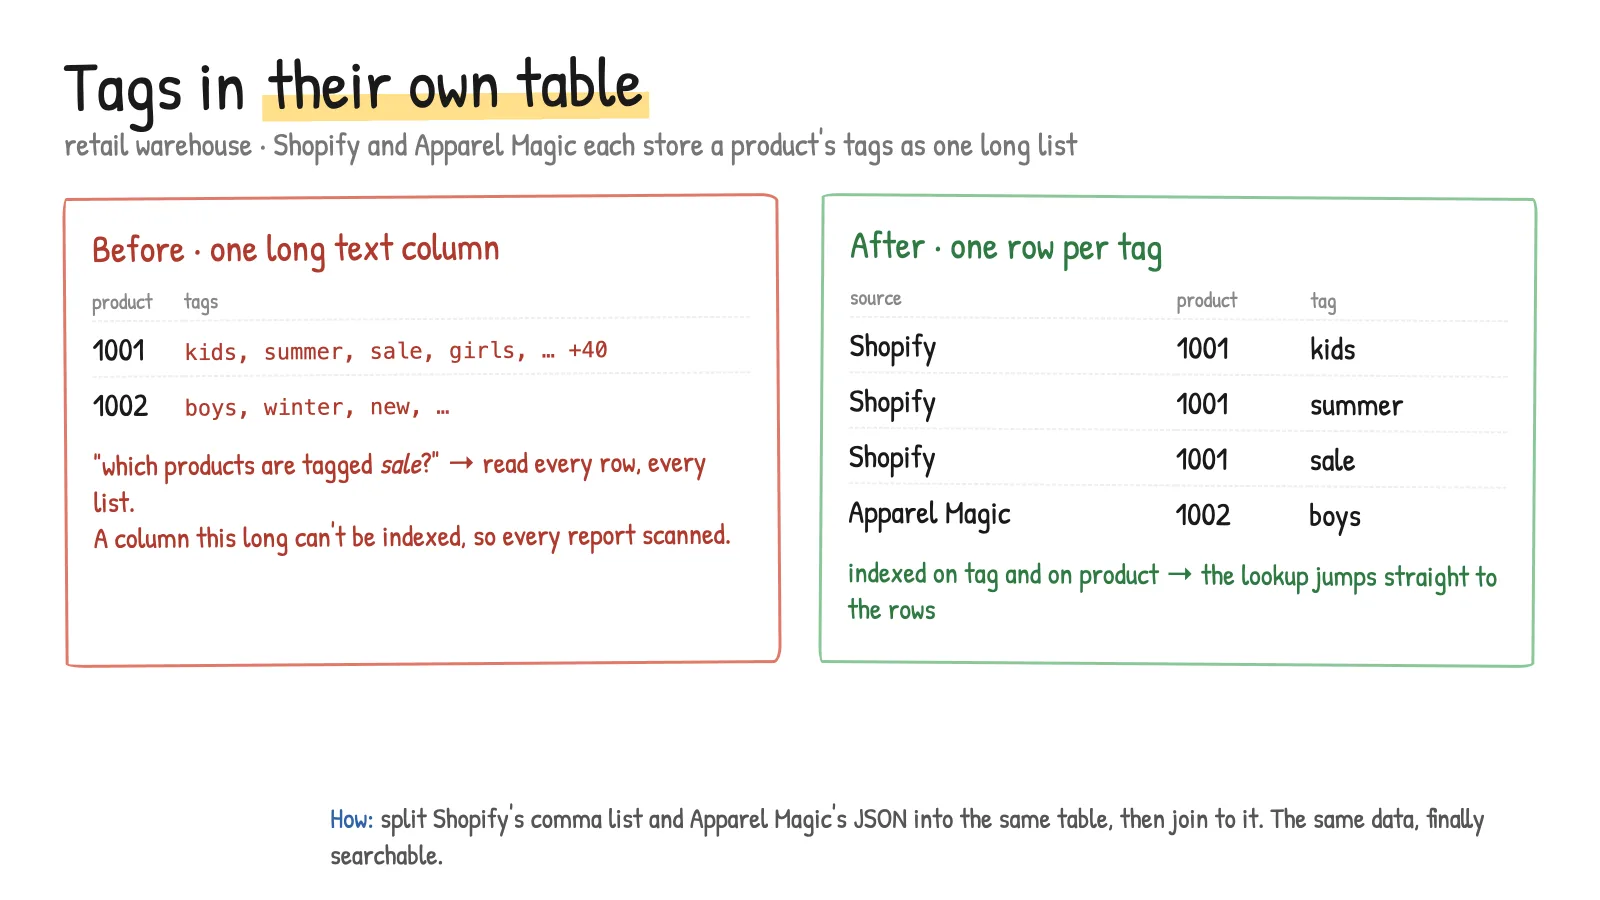 Tags in their own table
retail warehouse · Shopify and Apparel Magic each store a product's tags as one long list
Before · one long text column
product tags
1001 kids, summer, sale, girls, … +40
1002 boys, winter, new, …
"which products are tagged sale?" → read every row, every
list.
A column this long can't be indexed, so every report scanned.
After · one row per tag
source product tag
Shopify 1001 kids
Shopify 1001 summer
Shopify 1001 sale
Apparel Magic 1002 boys
indexed on tag and on product → the lookup jumps straight to
the rows
How: split Shopify's comma list and Apparel Magic's JSON into the same table, then join to it. The same data, finally
searchable.